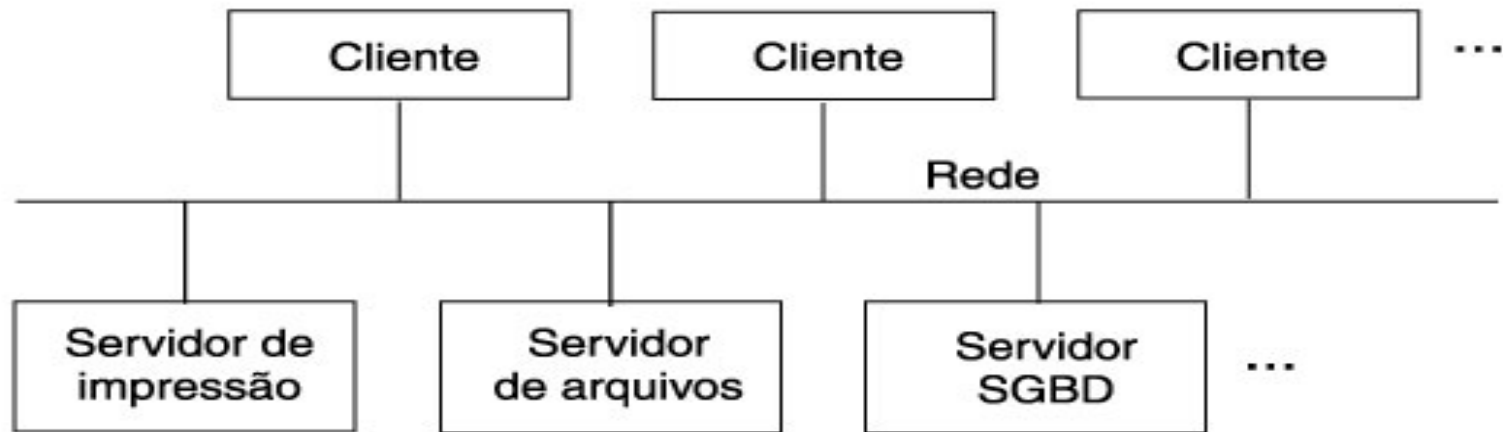 Cliente
Cliente
Cliente
...
Rede
Servidor de
impressão
Servidor
de arquivos
Servidor
SGBD
...